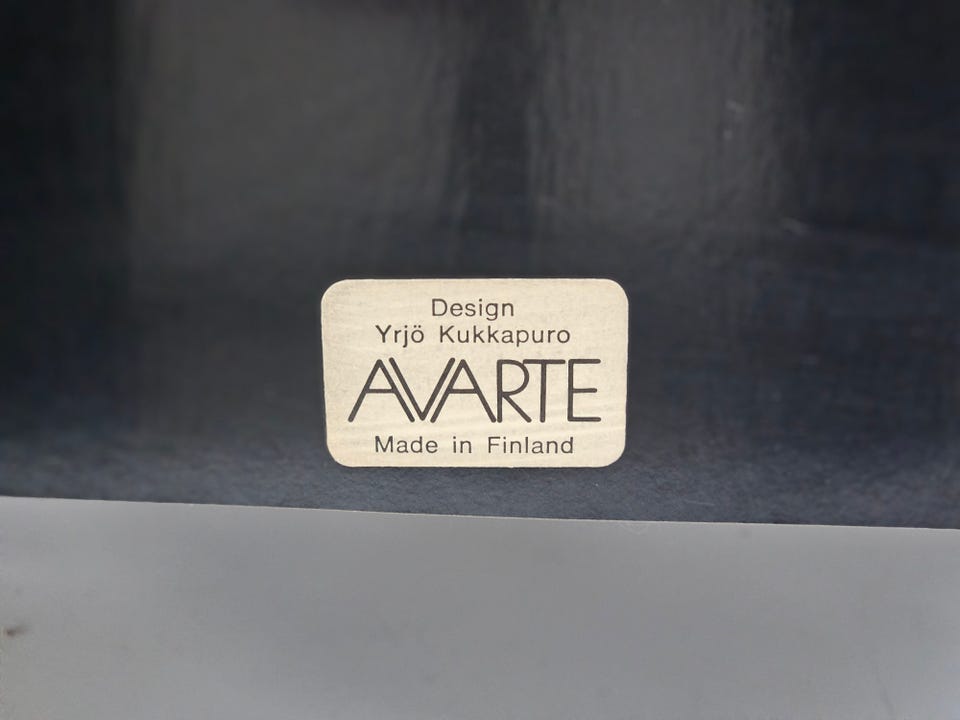 Design
Yrjö Kukkapuro
AVARTE
Made in Finland